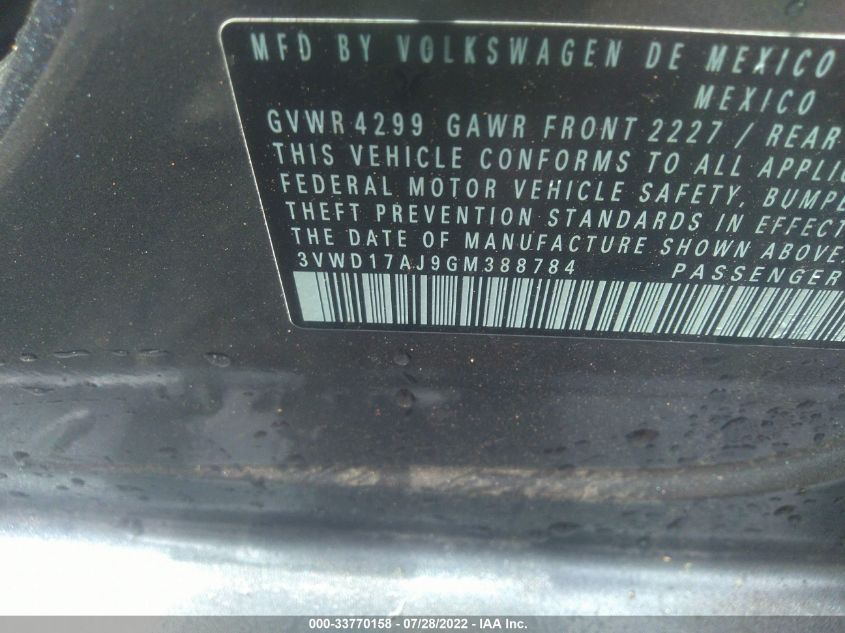 MFD BY VOLKSWAGEN DE MEXICO
MEXICO
GVWR 4299 GAWR FRONT 2227 / REAR
THIS VEHICLE CONFORMS TO ALL APPLIC
FEDERAL MOTOR VEHICLE SAFETY, BUMPE
THEFT PREVENTION STANDARDS IN EFFECT
THE DATE OF MANUFACTURE SHOWN ABOVE.
3VWD17AJ9GM388784 PASSENGER
000-33770158 - 07/28/2022 - IAA Inc.